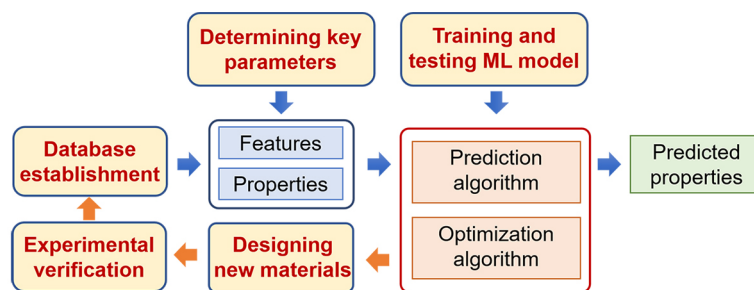 Determining key
parameters
Training and
testing ML model
Database
establishment
Features
Properties
Prediction
algorithm
Predicted
properties
Experimental
verification
Designing
new materials
Optimization
algorithm